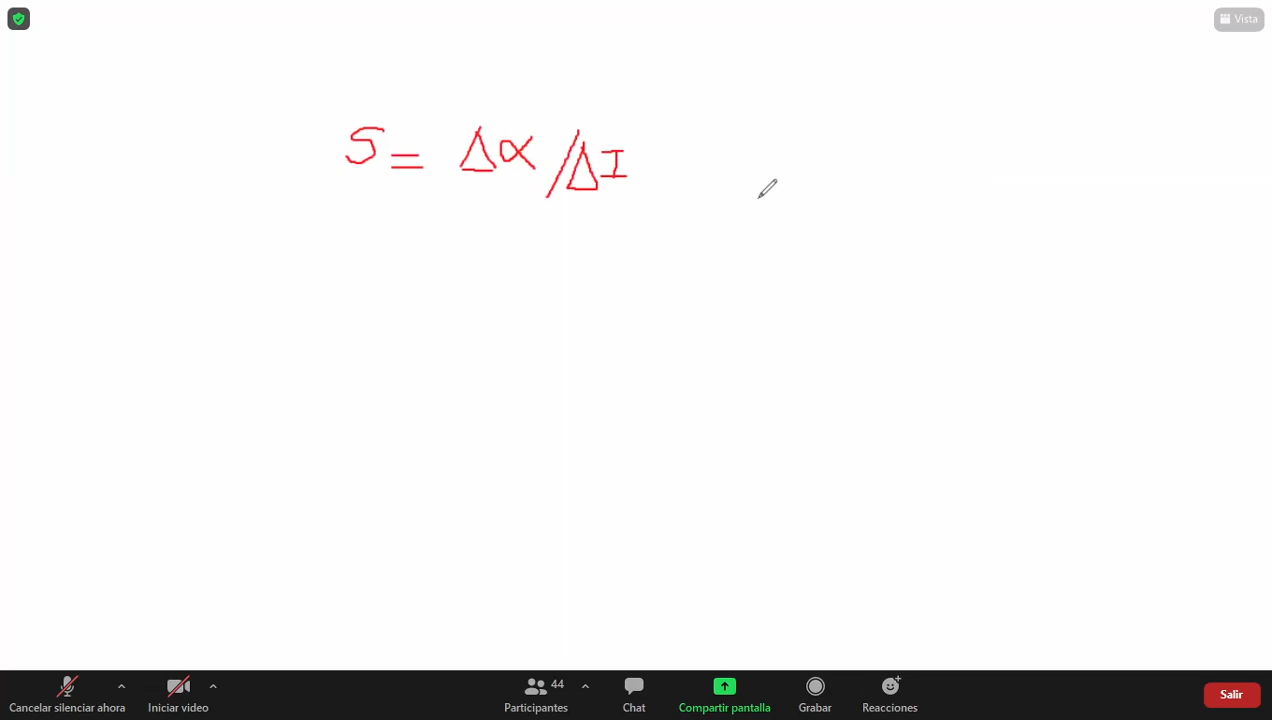 Vista
S = Δα/ΔI
Cancelar silenciar ahora
Iniciar video
44
Participantes
Chat
Compartir pantalla
Grabar
Reacciones
Salir